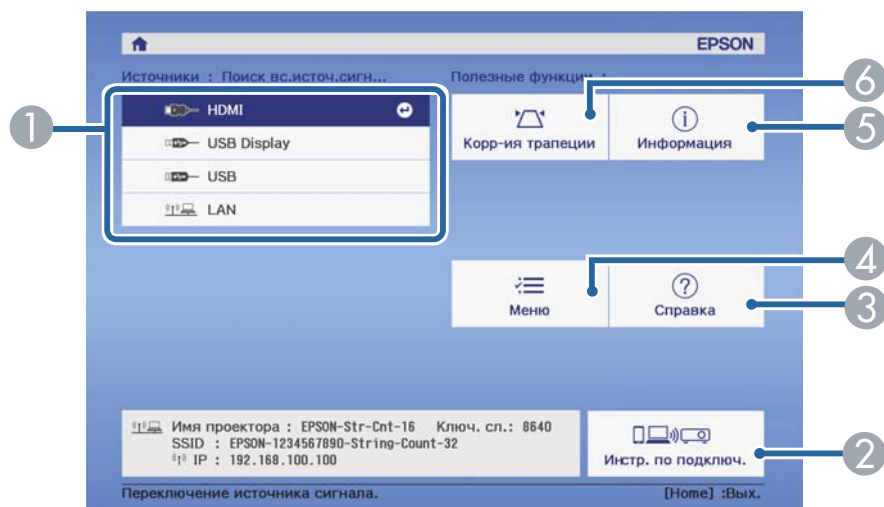 EPSON
Источники : Поиск вс.источ.сигн...
Полезные функции :
HDMI
USB Display
USB
LAN
Корр-ия трапеции
Информация
Меню
Справка
Имя проектора : EPSON-Str-Cnt-16 Ключ. сл.: 8640
SSID : EPSON-1234567890-String-Count-32
IP : 192.168.100.100
Инстр. по подключ.
Переключение источника сигнала.
[Home] :Вых.
1
6
5
4
3
2